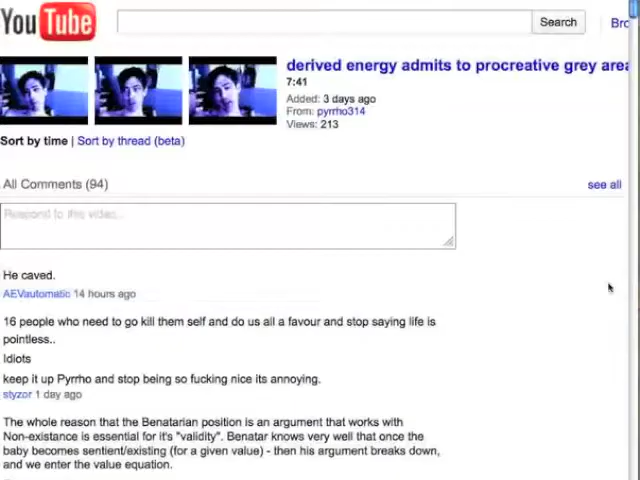 YouTube
Search
Bro
derived energy admits to procreative grey area
7:41
Added: 3 days ago
From: pyrrho314
Views: 213
Sort by time | Sort by thread (beta)
All Comments (94)
see all
Respond to this video...
He caved.
AEVautomatic 14 hours ago
16 people who need to go kill them self and do us all a favour and stop saying life is
pointless..
Idiots
keep it up Pyrrho and stop being so fucking nice its annoying.
styzor 1 day ago
The whole reason that the Benatarian position is an argument that works with
Non-existance is essential for it's "validity". Benatar knows very well that once the
baby becomes sentient/existing (for a given value) - then his argument breaks down,
and we enter the value equation.